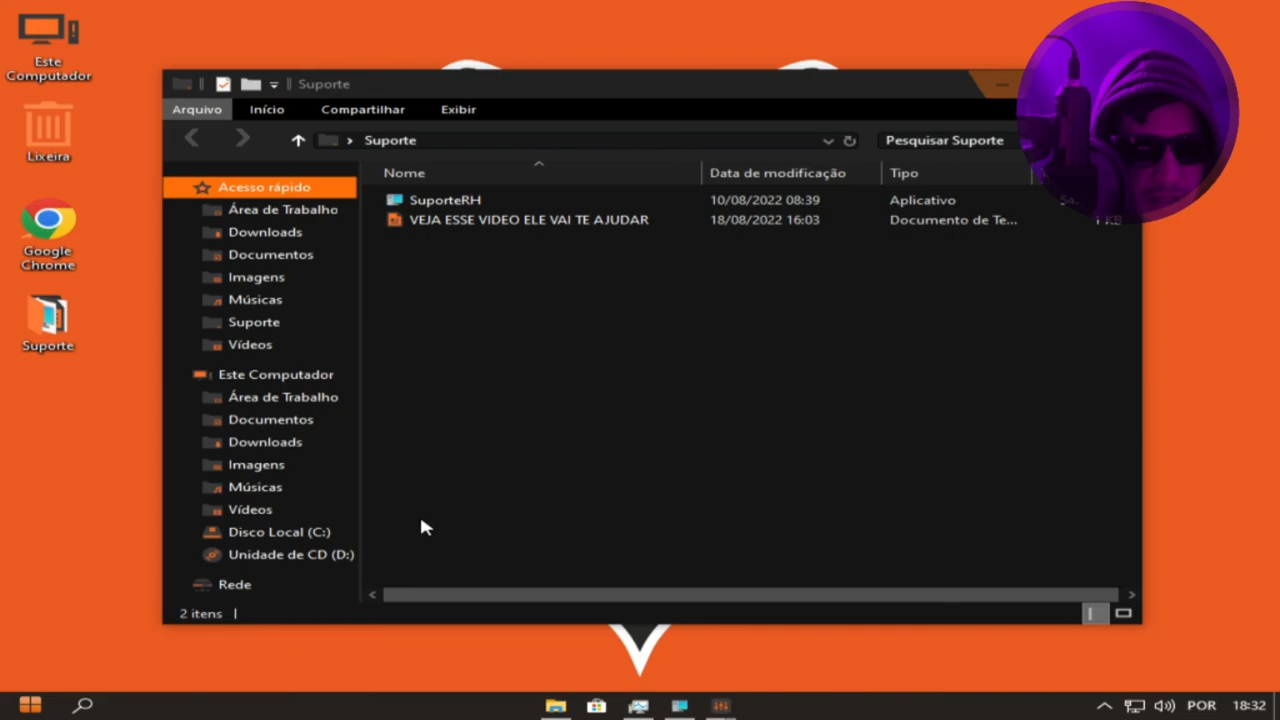 Este
Computador
Lixeira
Google
Chrome
Suporte
Suporte
Arquivo Início Compartilhar Exibir
Suporte Pesquisar Suporte
Nome Data de modificação Tipo
SuporteRH 10/08/2022 08:39 Aplicativo
VEJA ESSE VIDEO ELE VAI TE AJUDAR 18/08/2022 16:03 Documento de Te... 1 KB
Acesso rápido
Área de Trabalho
Downloads
Documentos
Imagens
Músicas
Suporte
Vídeos
Este Computador
Área de Trabalho
Documentos
Downloads
Imagens
Músicas
Vídeos
Disco Local (C:)
Unidade de CD (D:)
Rede
2 itens
POR 18:32